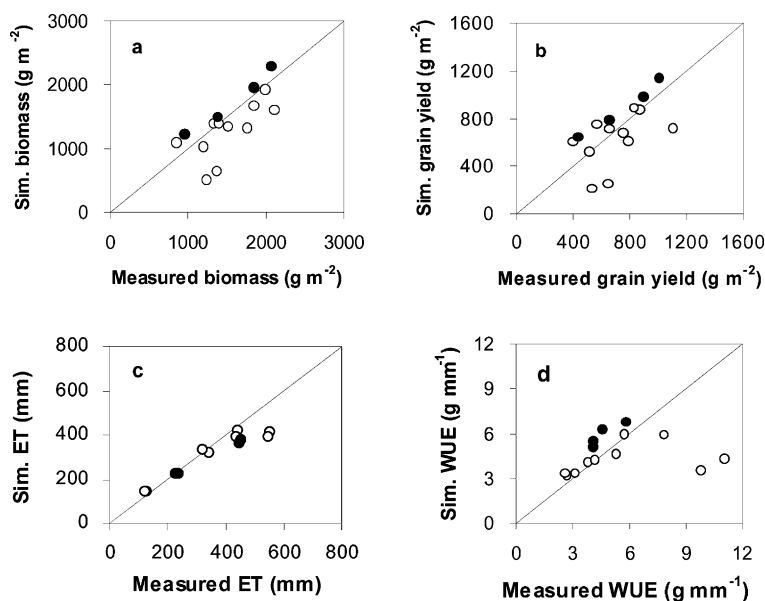 3000
2000
1000
0
Sim. biomass (g m-2)
a
0 1000 2000 3000
Measured biomass (g m-2)
1600
1200
800
400
0
Sim. grain yield (g m-2)
b
0 400 800 1200 1600
Measured grain yield (g m-2)
800
600
400
200
0
Sim. ET (mm)
c
0 200 400 600 800
Measured ET (mm)
12
9
6
3
0
Sim. WUE (g mm-1)
d
0 3 6 9 12
Measured WUE (g mm-1)